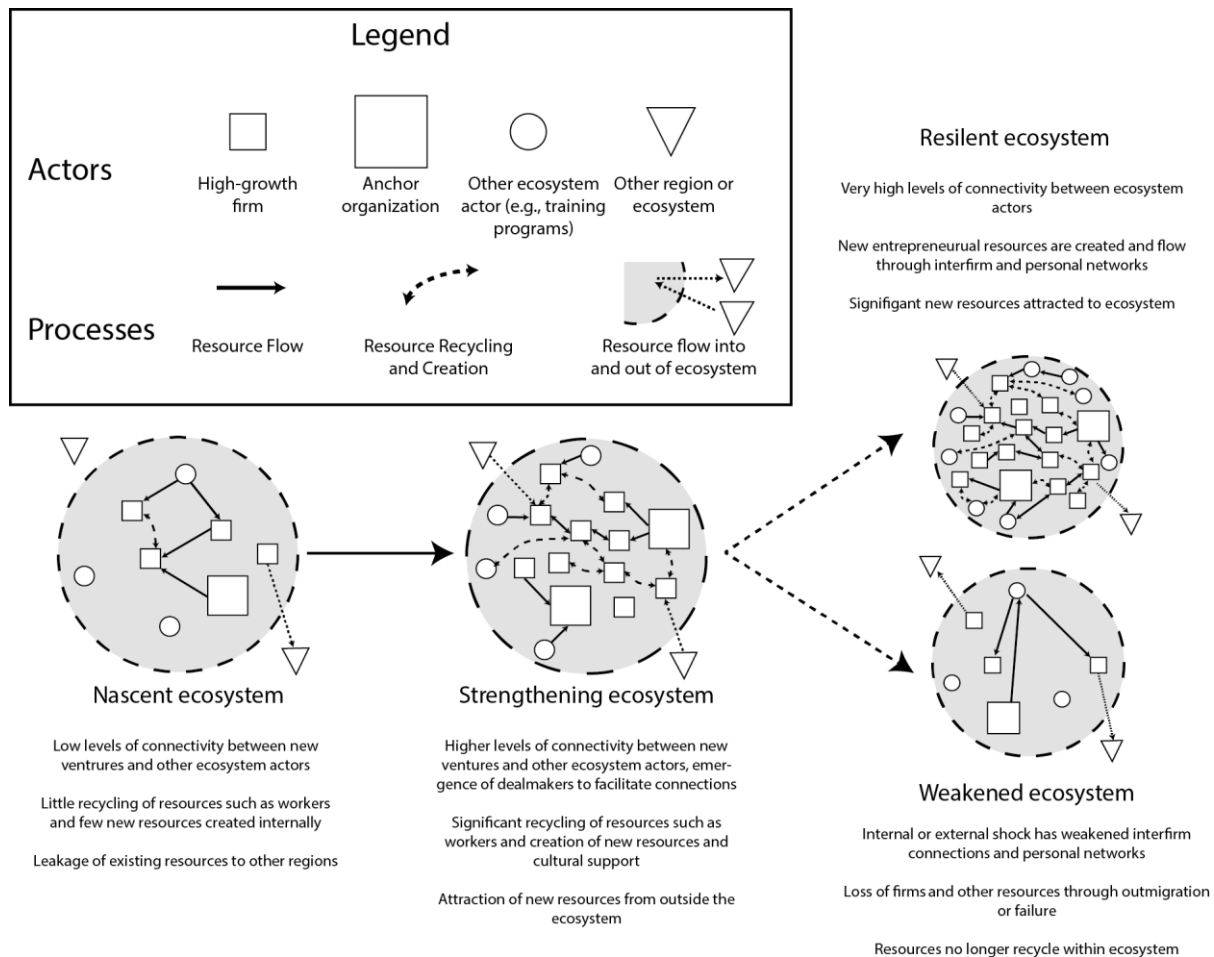 Legend
Actors
High-growth
firm
Anchor
organization
Other ecosystem
actor (e.g., training
programs)
Other region or
ecosystem
Processes
Resource Flow
Resource Recycling
and Creation
Resource flow into
and out of ecosystem
Resilent ecosystem
Very high levels of connectivity between ecosystem
actors
New entrepreneurual resources are created and flow
through interfirm and personal networks
Signifigant new resources attracted to ecosystem
Nascent ecosystem
Low levels of connectivity between new
ventrures and other ecosystem actors
Little recycling of resources such as workers
and few new resources created internally
Leakage of existing resources to other regions
Strengthening ecosystem
Higher levels of connectivity between new
ventures and other ecosystem actors, emer-
gence of dealmakers to facilitate connections
Significant recycling of resources such as
workers and creation of new resources and
cultural support
Attraction of new resources from outside the
ecosystem
Weakened ecosystem
Internal or external shock has weakened interfirm
connections and personal networks
Loss of firms and other resources through outmigration
or failure
Resources no longer recycle within ecosystem